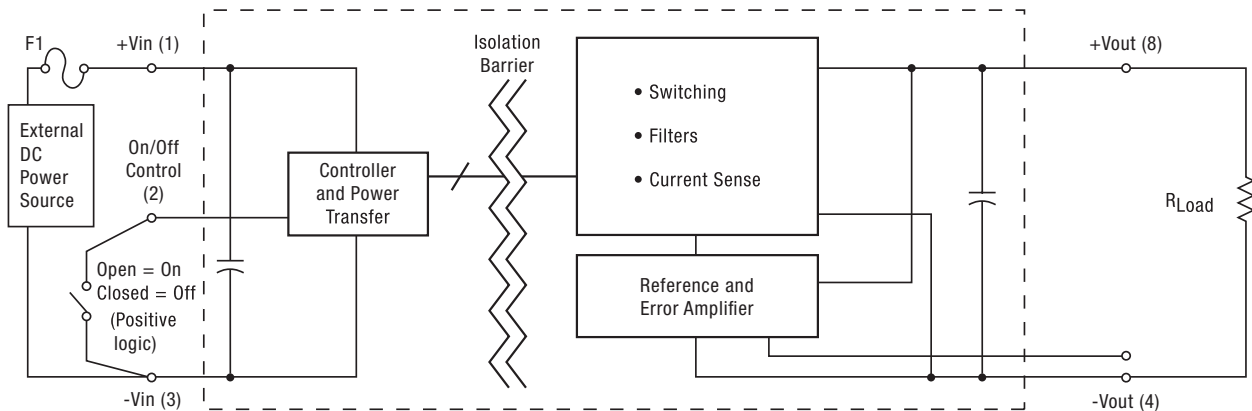 F1
+Vin (1)
External
DC
Power
Source
On/Off
Control
(2)
Open = On
Closed = Off
(Positive
logic)
-Vin (3)
Controller
and Power
Transfer
Isolation
Barrier
• Switching
• Filters
• Current Sense
Reference and
Error Amplifier
+Vout (8)
RLoad
-Vout (4)